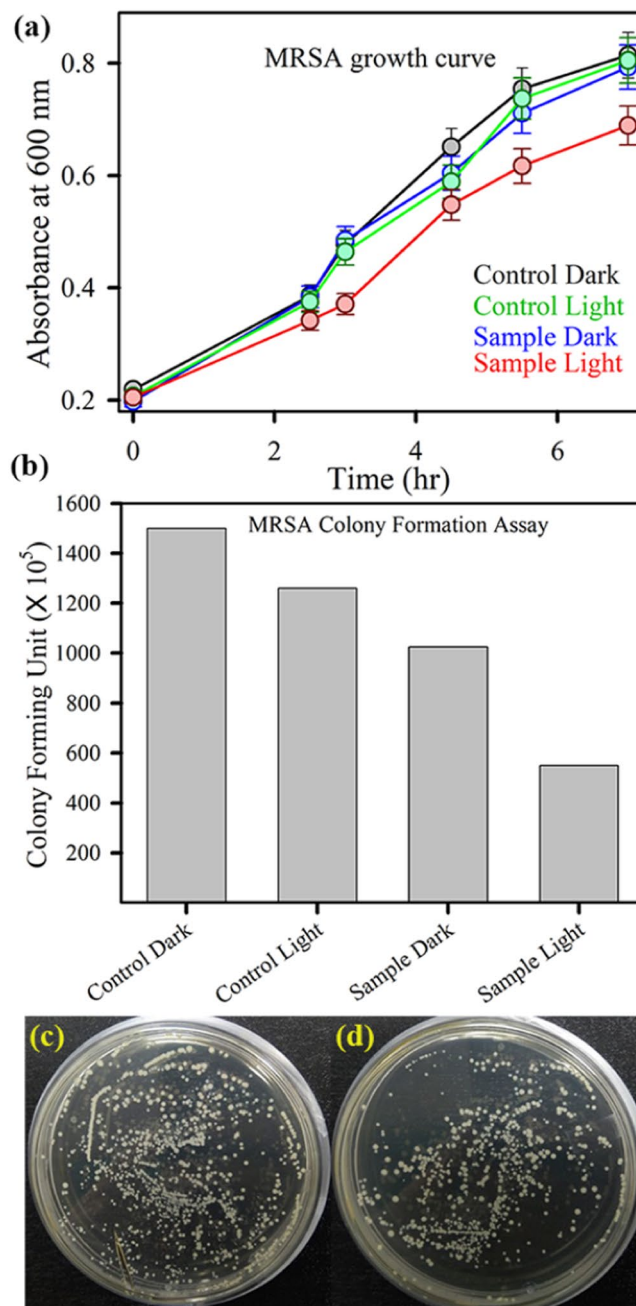 (a)
MRSA growth curve
Absorbance at 600 nm
0.8
0.6
0.4
0.2
Control Dark
Control Light
Sample Dark
Sample Light
0 2 4 6
Time (hr)
(b)
MRSA Colony Formation Assay
Colony Forming Unit (X 10⁵)
1600
1400
1200
1000
800
600
400
200
Control Dark
Control Light
Sample Dark
Sample Light
(c) (d)